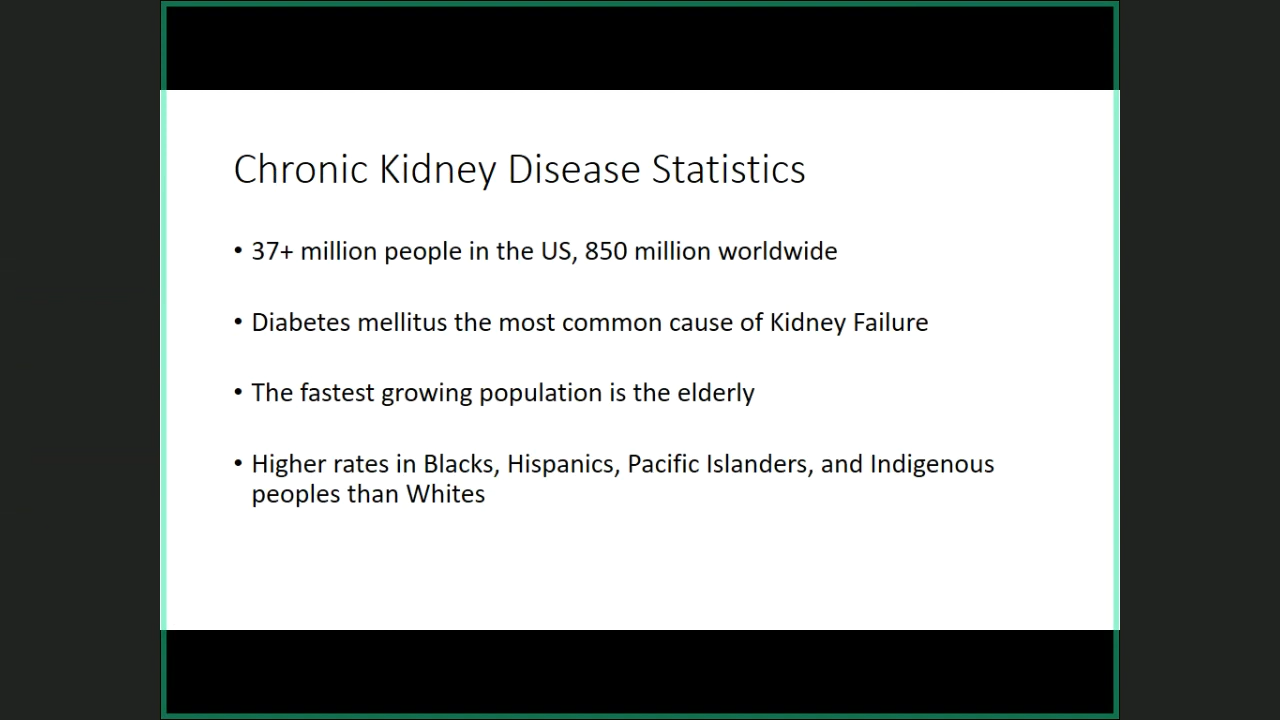 Chronic Kidney Disease Statistics
• 37+ million people in the US, 850 million worldwide
• Diabetes mellitus the most common cause of Kidney Failure
• The fastest growing population is the elderly
• Higher rates in Blacks, Hispanics, Pacific Islanders, and Indigenous
peoples than Whites